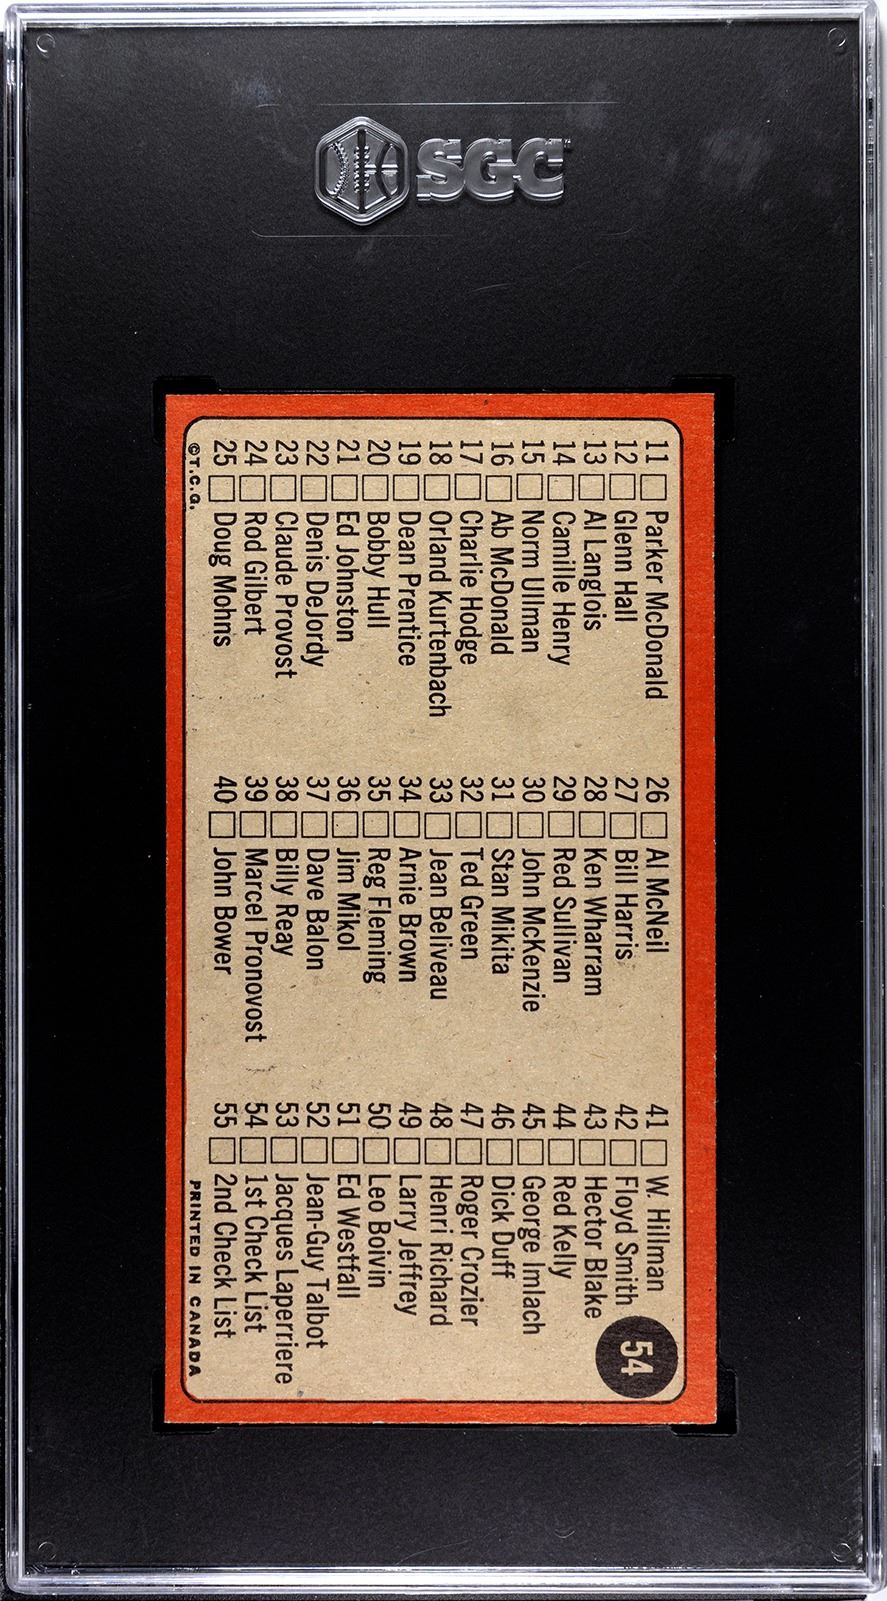 SGC
11 Parker McDonald
12 Glenn Hall
13 Al Langlois
14 Camille Henry
15 Norm Ullman
16 Ab McDonald
17 Charlie Hodge
18 Orland Kurtenbach
19 Dean Prentice
20 Bobby Hull
21 Ed Johnston
22 Denis DeJordy
23 Claude Provost
24 Rod Gilbert
25 Doug Mohns
©T.C.G.
26 Al McNeil
27 Bill Harris
28 Ken Wharram
29 Red Sullivan
30 John McKenzie
31 Stan Mikita
32 Ted Green
33 Jean Beliveau
34 Arnie Brown
35 Reg Fleming
36 Jim Mikol
37 Dave Balon
38 Billy Reay
39 Marcel Pronovost
40 John Bower
41 W. Hillman
42 Floyd Smith
43 Hector Blake
44 Red Kelly
45 George Imlach
46 Dick Duff
47 Roger Crozier
48 Henri Richard
49 Larry Jeffrey
50 Leo Boivin
51 Ed Westfall
52 Jean-Guy Talbot
53 Jacques Laperriere
54 1st Check List
55 2nd Check List
54
PRINTED IN CANADA